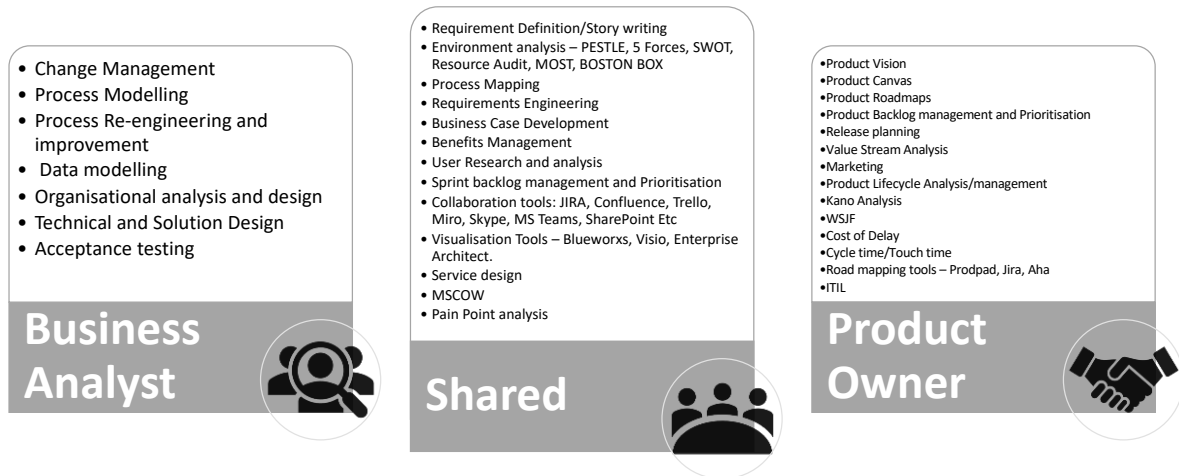 • Change Management
• Process Modelling
• Process Re-engineering and
improvement
• Data modelling
• Organisational analysis and design
• Technical and Solution Design
• Acceptance testing
Business
Analyst
• Requirement Definition/Story writing
• Environment analysis – PESTLE, 5 Forces, SWOT,
Resource Audit, MOST, BOSTON BOX
• Process Mapping
• Requirements Engineering
• Business Case Development
• Benefits Management
• User Research and analysis
• Sprint backlog management and Prioritisation
• Collaboration tools: JIRA, Confluence, Trello,
Miro, Skype, MS Teams, SharePoint Etc
• Visualisation Tools – Blueworxs, Visio, Enterprise
Architect.
• Service design
• MSCOW
• Pain Point analysis
Shared
•Product Vision
•Product Canvas
•Product Roadmaps
•Product Backlog management and Prioritisation
•Release planning
•Value Stream Analysis
•Marketing
•Product Lifecycle Analysis/management
•Kano Analysis
•WSJF
•Cost of Delay
•Cycle time/Touch time
•Road mapping tools – Prodpad, Jira, Aha
•ITIL
Product
Owner